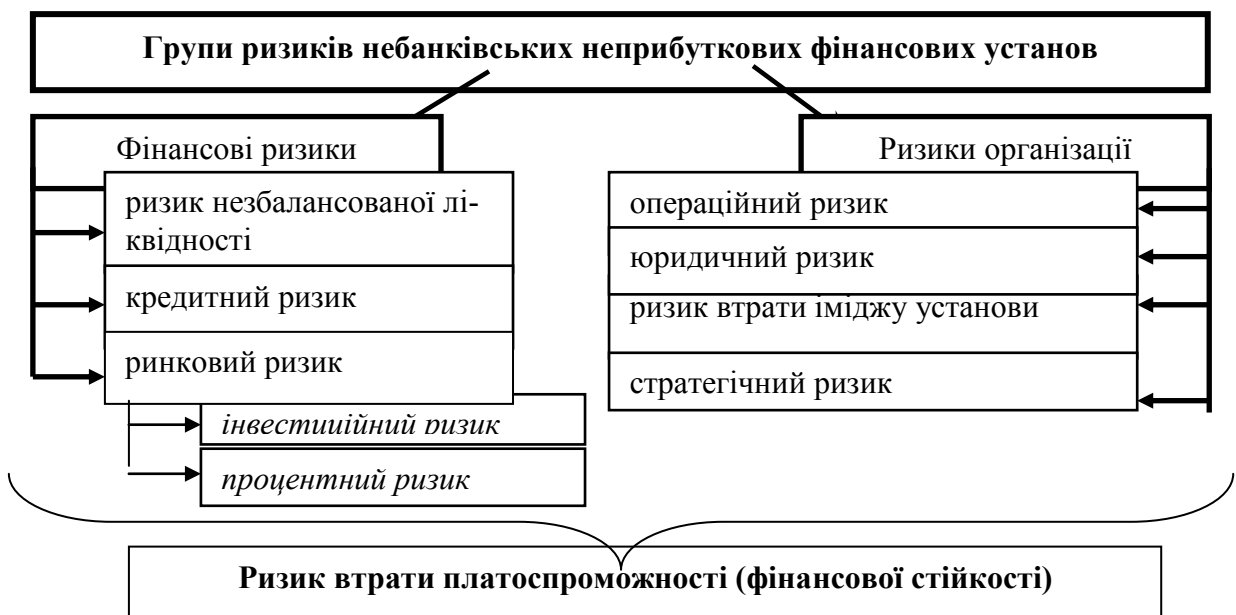 Групи ризиків небанківських неприбуткових фінансових установ
Фінансові ризики
ризик незбалансованої лі-
квідності
кредитний ризик
ринковий ризик
інвестиційний ризик
процентний ризик
Ризики організації
операційний ризик
юридичний ризик
ризик втрати іміджу установи
стратегічний ризик
Ризик втрати платоспроможності (фінансової стійкості)